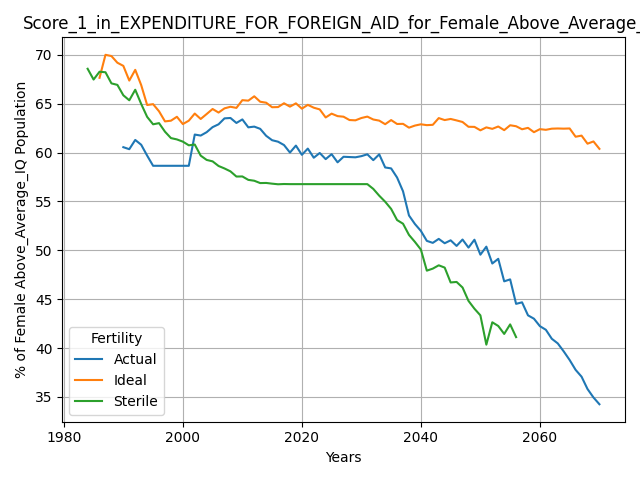 Score_1_in_EXPENDITURE_FOR_FOREIGN_AID_for_Female_Above_Average_
% of Female Above_Average_IQ Population
70
65
60
55
50
45
40
35
Fertility
Actual
Ideal
Sterile
1980 2000 2020 2040 2060
Years